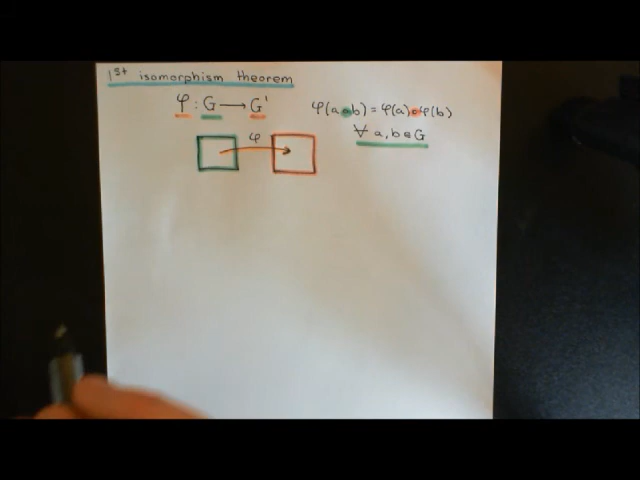 1st isomorphism theorem
φ : G → G'
φ(a∘b) = φ(a)∘φ(b)
∀ a, b ∈ G
φ